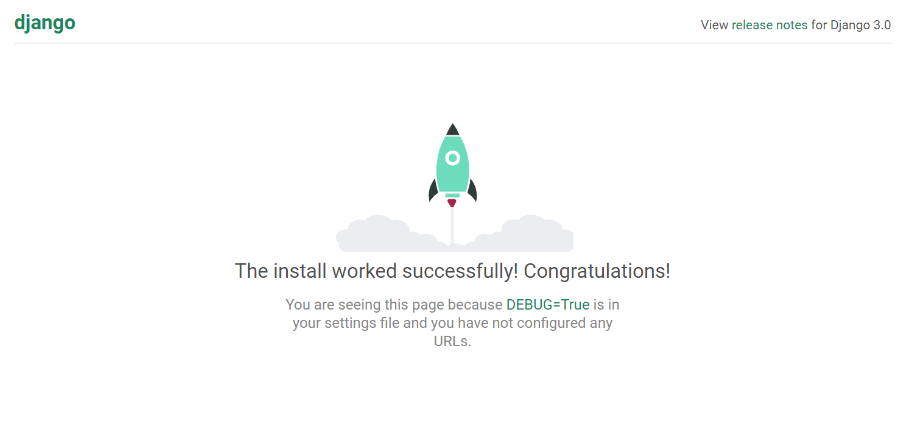 django
View release notes for Django 3.0
The install worked successfully! Congratulations!
You are seeing this page because DEBUG=True is in
your settings file and you have not configured any
URLs.